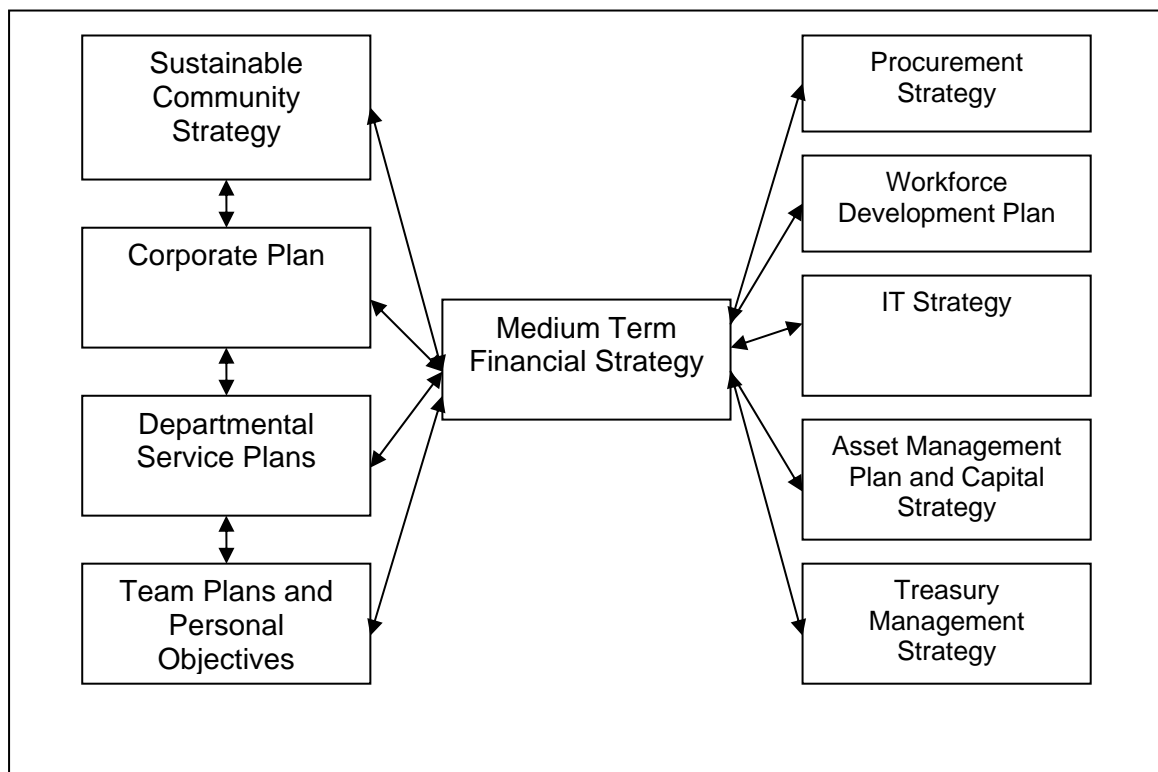 Sustainable
Community
Strategy
Corporate Plan
Departmental
Service Plans
Team Plans and
Personal
Objectives
Medium Term
Financial Strategy
Procurement
Strategy
Workforce
Development Plan
IT Strategy
Asset Management
Plan and Capital
Strategy
Treasury
Management
Strategy